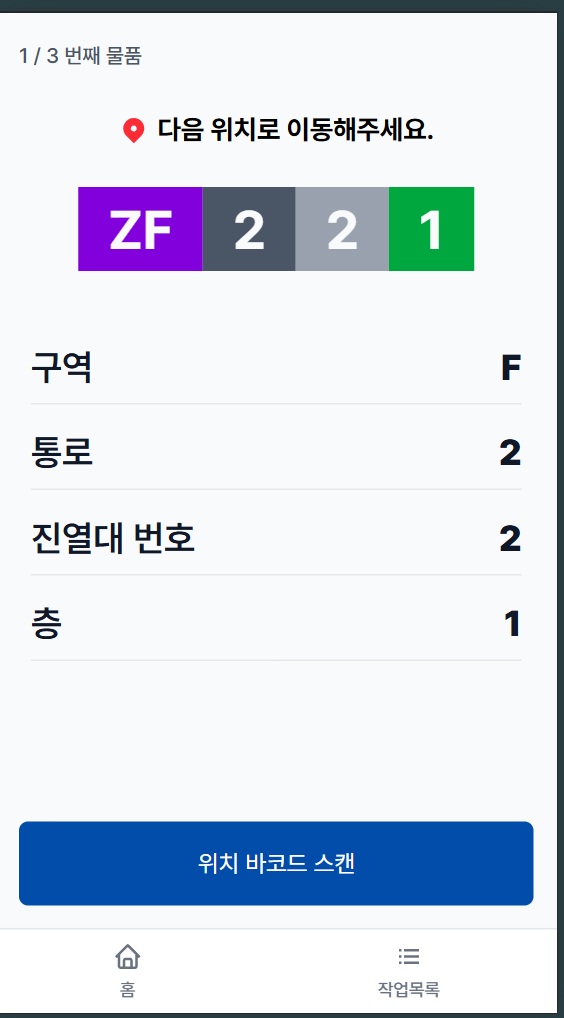 1 / 3 번째 물품
다음 위치로 이동해주세요.
ZF 2 2 1
구역 F
통로 2
진열대 번호 2
층 1
위치 바코드 스캔
홈 작업목록